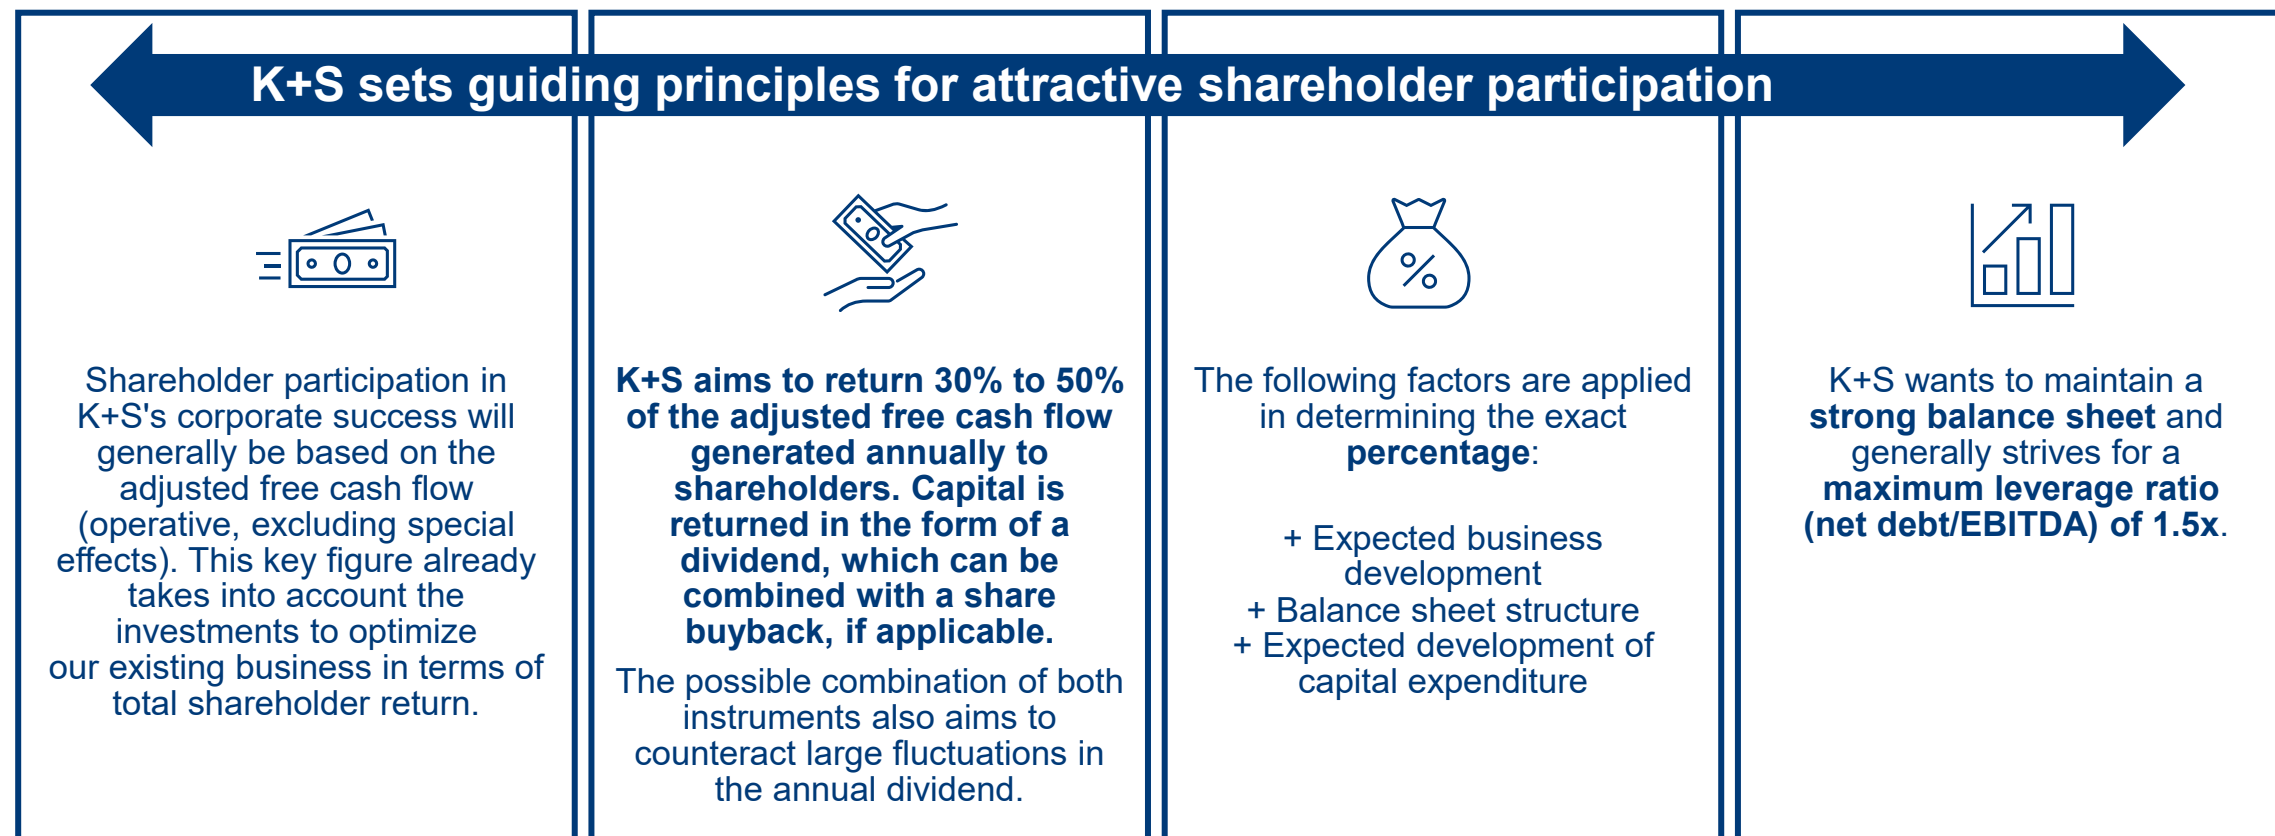 K+S sets guiding principles for attractive shareholder participation
Shareholder participation in
K+S's corporate success will
generally be based on the
adjusted free cash flow
(operative, excluding special
effects). This key figure already
takes into account the
investments to optimize
our existing business in terms of
total shareholder return.
K+S aims to return 30% to 50%
of the adjusted free cash flow
generated annually to
shareholders. Capital is
returned in the form of a
dividend, which can be
combined with a share
buyback, if applicable.
The possible combination of both
instruments also aims to
counteract large fluctuations in
the annual dividend.
%
The following factors are applied
in determining the exact
percentage:
+ Expected business
development
+ Balance sheet structure
+ Expected development of
capital expenditure
K+S wants to maintain a
strong balance sheet and
generally strives for a
maximum leverage ratio
(net debt/EBITDA) of 1.5x.